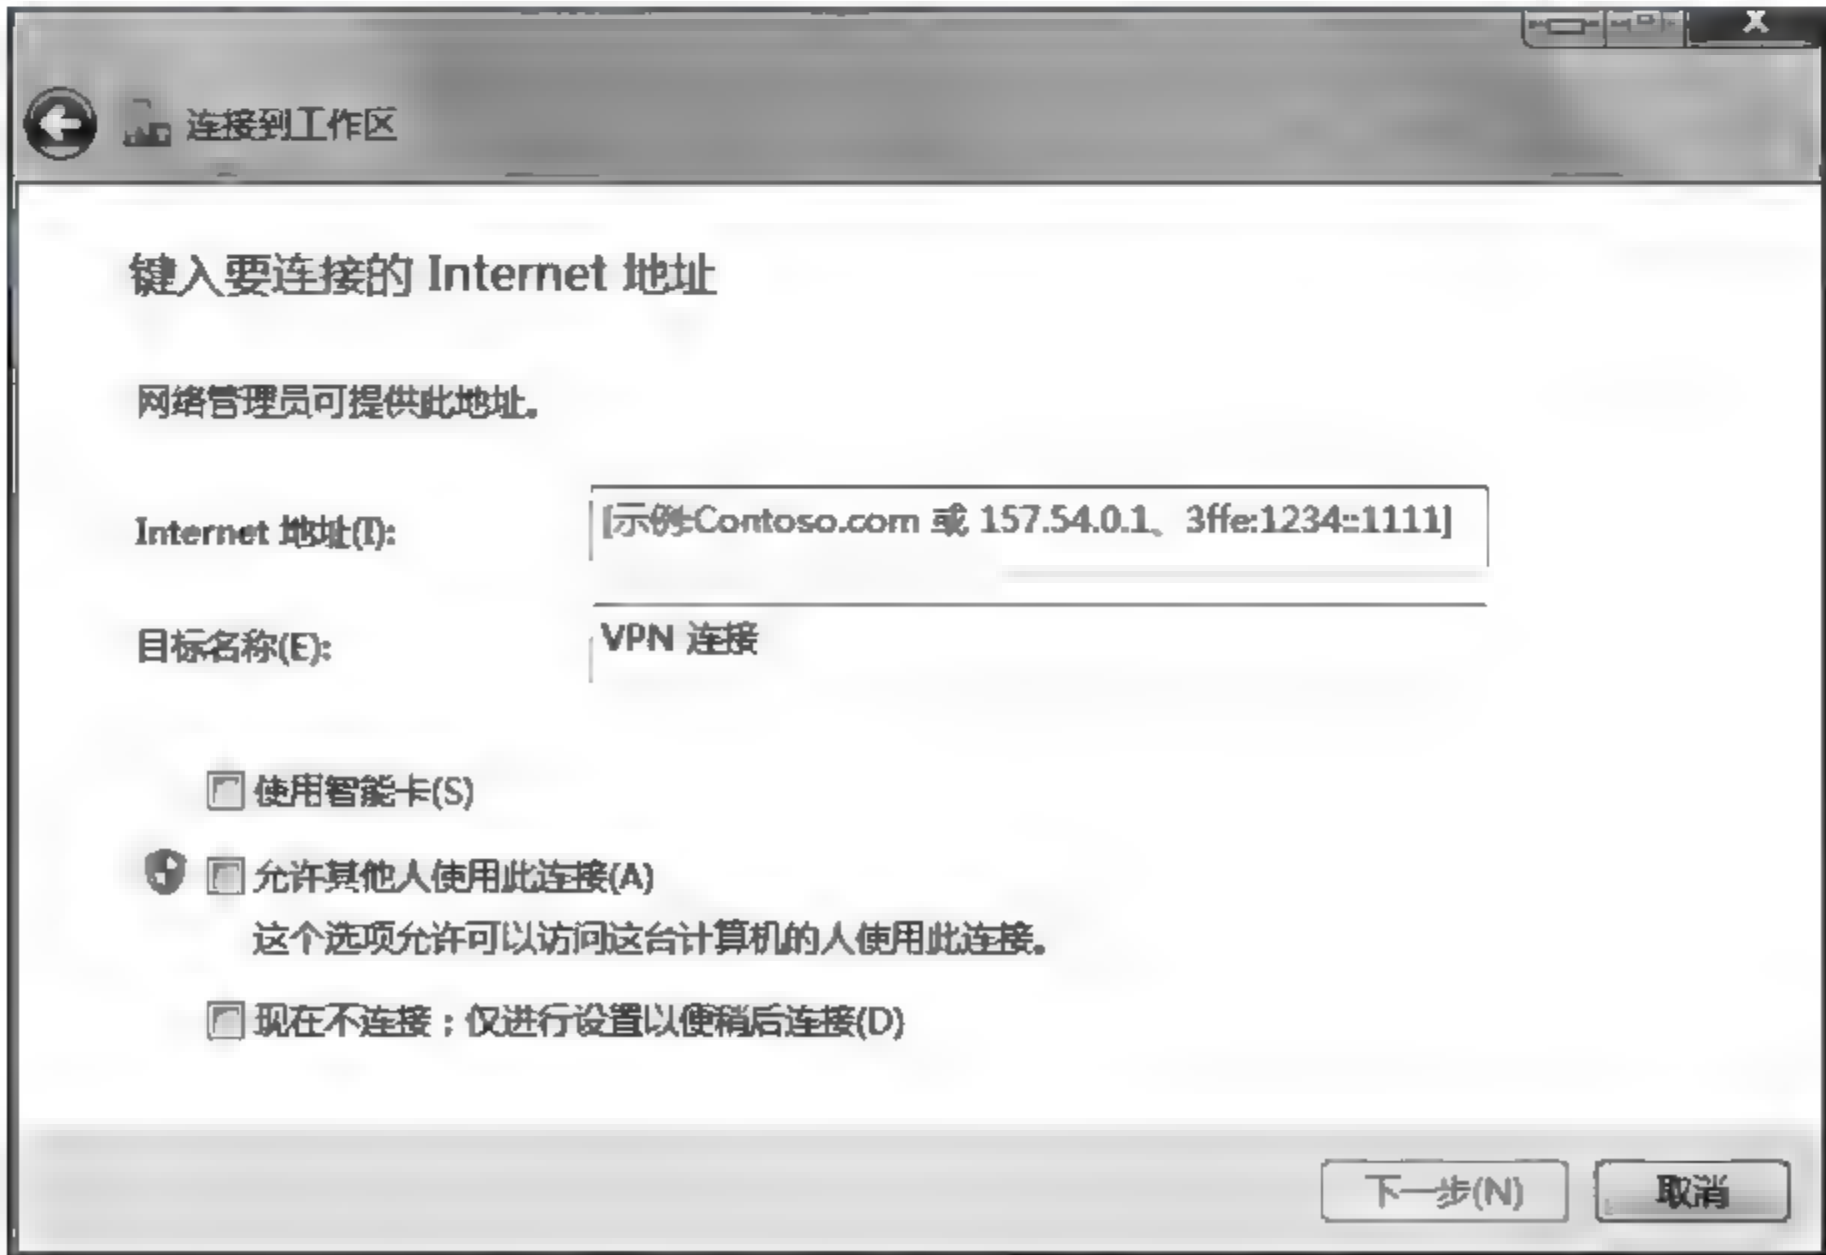 连接到工作区
键入要连接的 Internet 地址
网络管理员可提供此地址。
Internet 地址(I):
[示例:Contoso.com 或 157.54.0.1、3ffe:1234::1111]
目标名称(E):
VPN 连接
使用智能卡(S)
允许其他人使用此连接(A)
这个选项允许可以访问这台计算机的人使用此连接。
现在不连接；仅进行设置以便稍后连接(D)
下一步(N)
取消